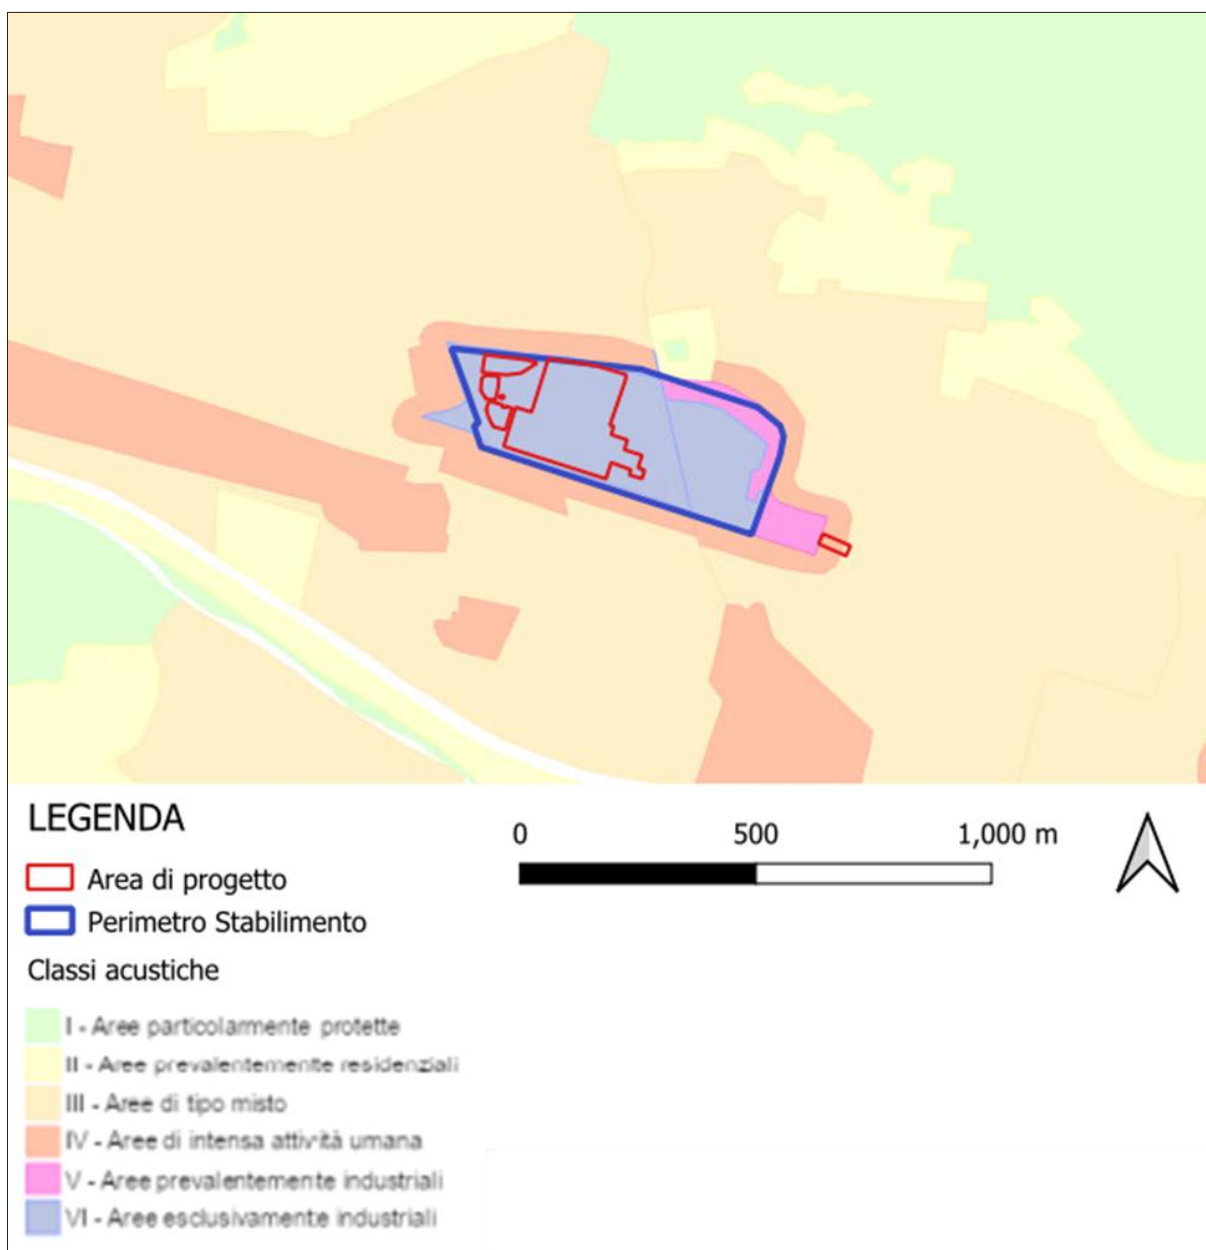 LEGENDA
0 500 1,000 m
Area di progetto
Perimetro Stabilimento
Classi acustiche
I - Aree particolarmente protette
II - Aree prevalentemente residenziali
III - Aree di tipo misto
IV - Aree di intensa attività umana
V - Aree prevalentemente industriali
VI - Aree esclusivamente industriali